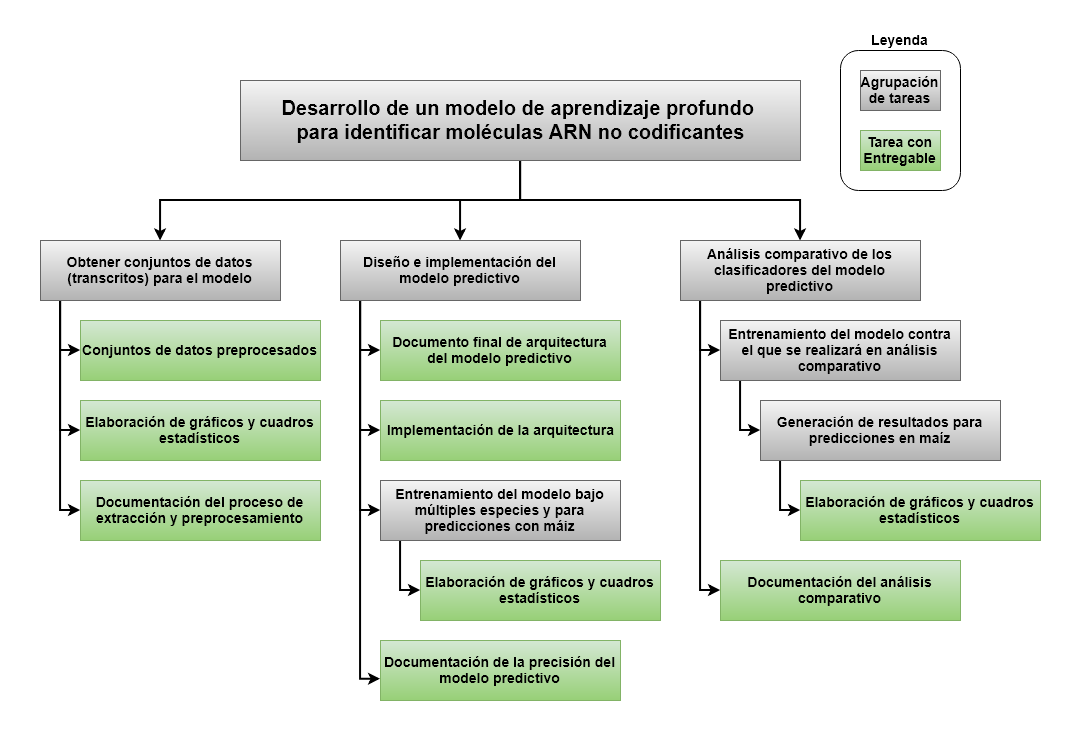 Leyenda
Agrupación
de tareas
Tarea con
Entregable
Desarrollo de un modelo de aprendizaje profundo
para identificar moléculas ARN no codificantes
Obtener conjuntos de datos
(transcritos) para el modelo
Conjuntos de datos preprocesados
Elaboración de gráficos y cuadros
estadísticos
Documentación del proceso de
extracción y preprocesamiento
Diseño e implementación del
modelo predictivo
Documento final de arquitectura
del modelo predictivo
Implementación de la arquitectura
Entrenamiento del modelo bajo
múltiples especies y para
predicciones con máiz
Elaboración de gráficos y cuadros
estadísticos
Documentación de la precisión del
modelo predictivo
Análisis comparativo de los
clasificadores del modelo
predictivo
Entrenamiento del modelo contra
el que se realizará en análisis
comparativo
Generación de resultados para
predicciones en maíz
Elaboración de gráficos y cuadros
estadísticos
Documentación del análisis
comparativo